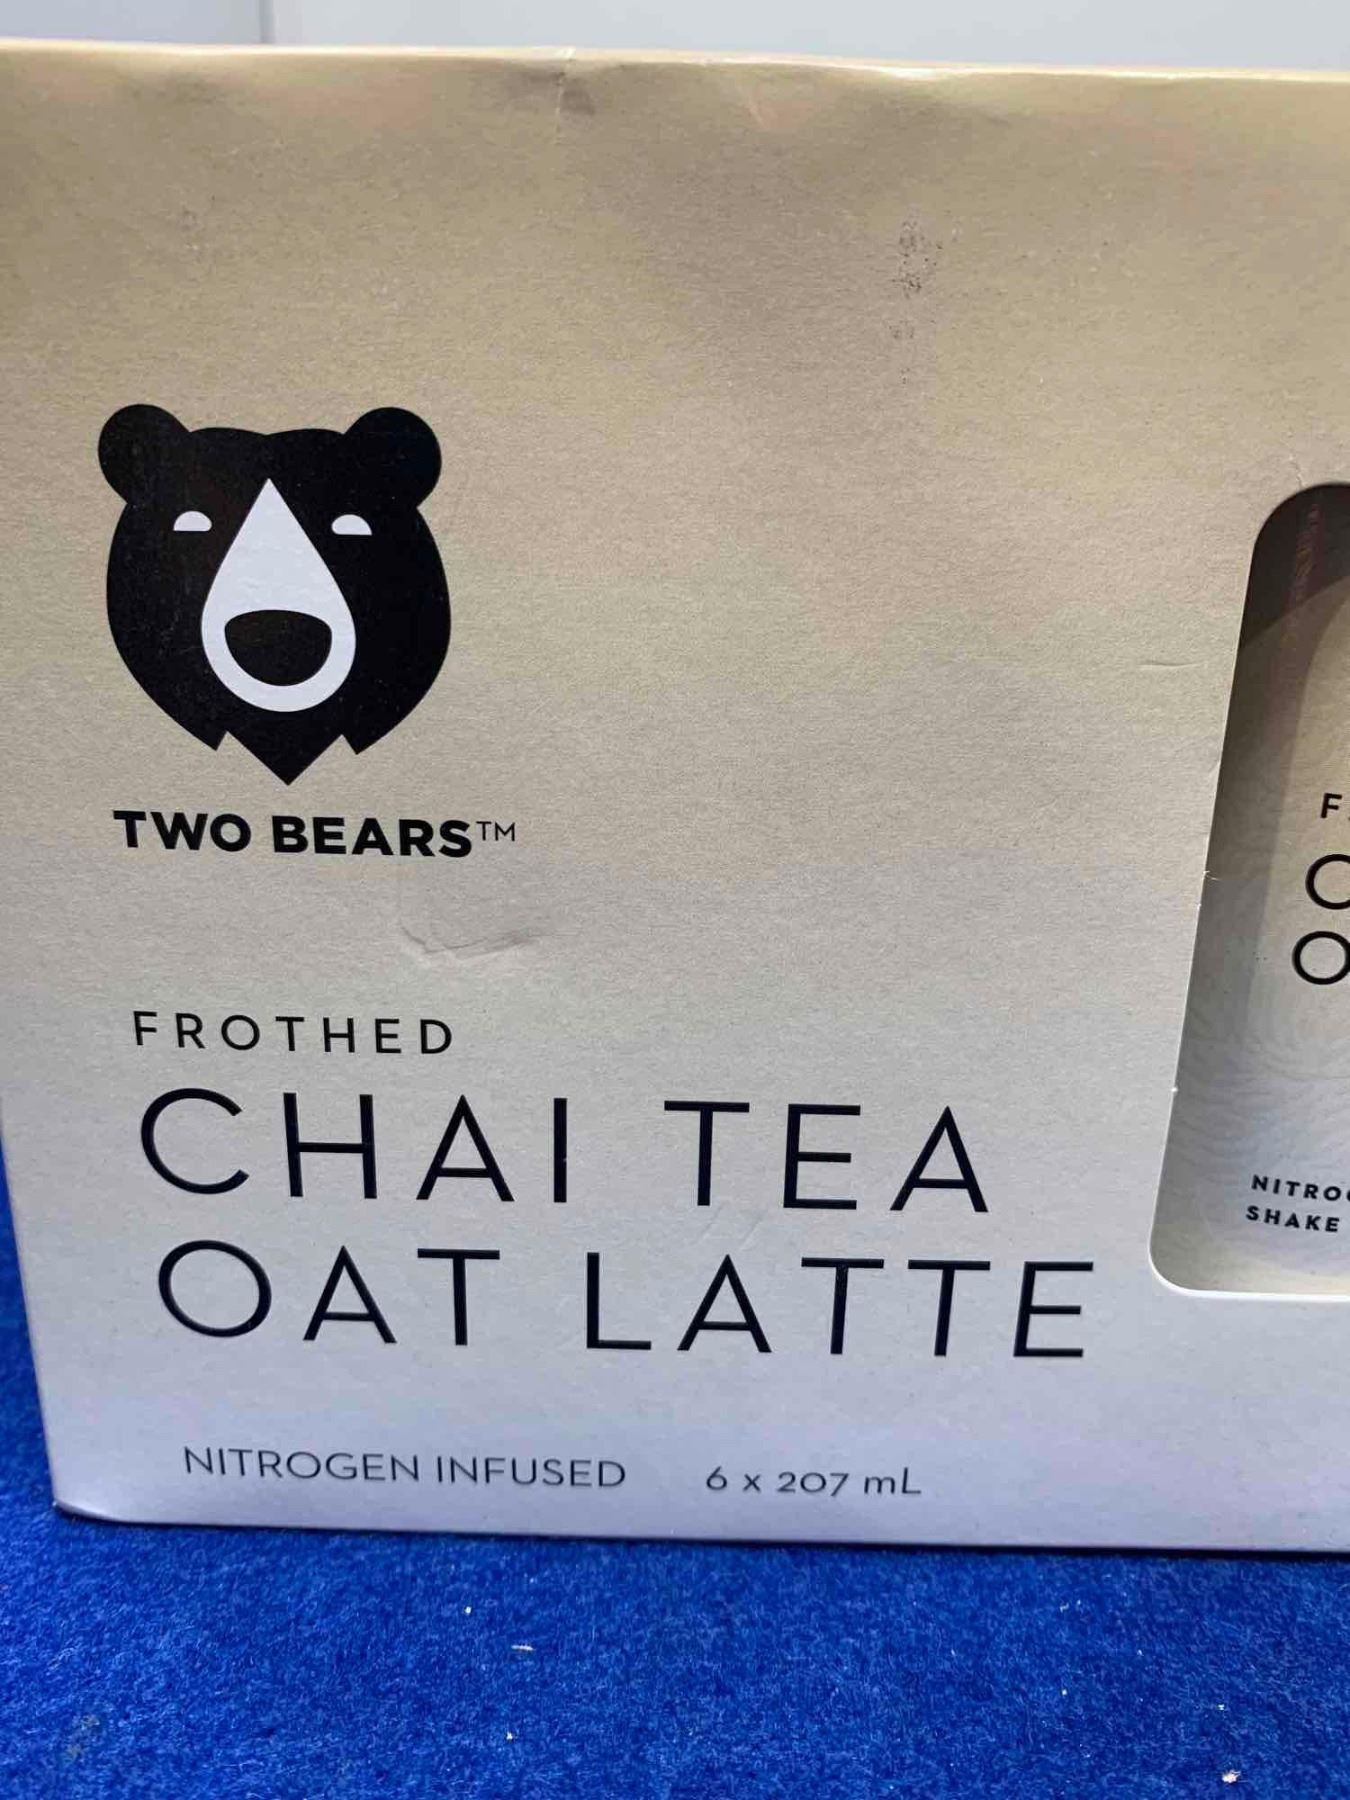 TWO BEARS™
FROTHED
CHAI TEA
OAT LATTE
NITROGEN INFUSED 6 x 207 mL
SHAKE